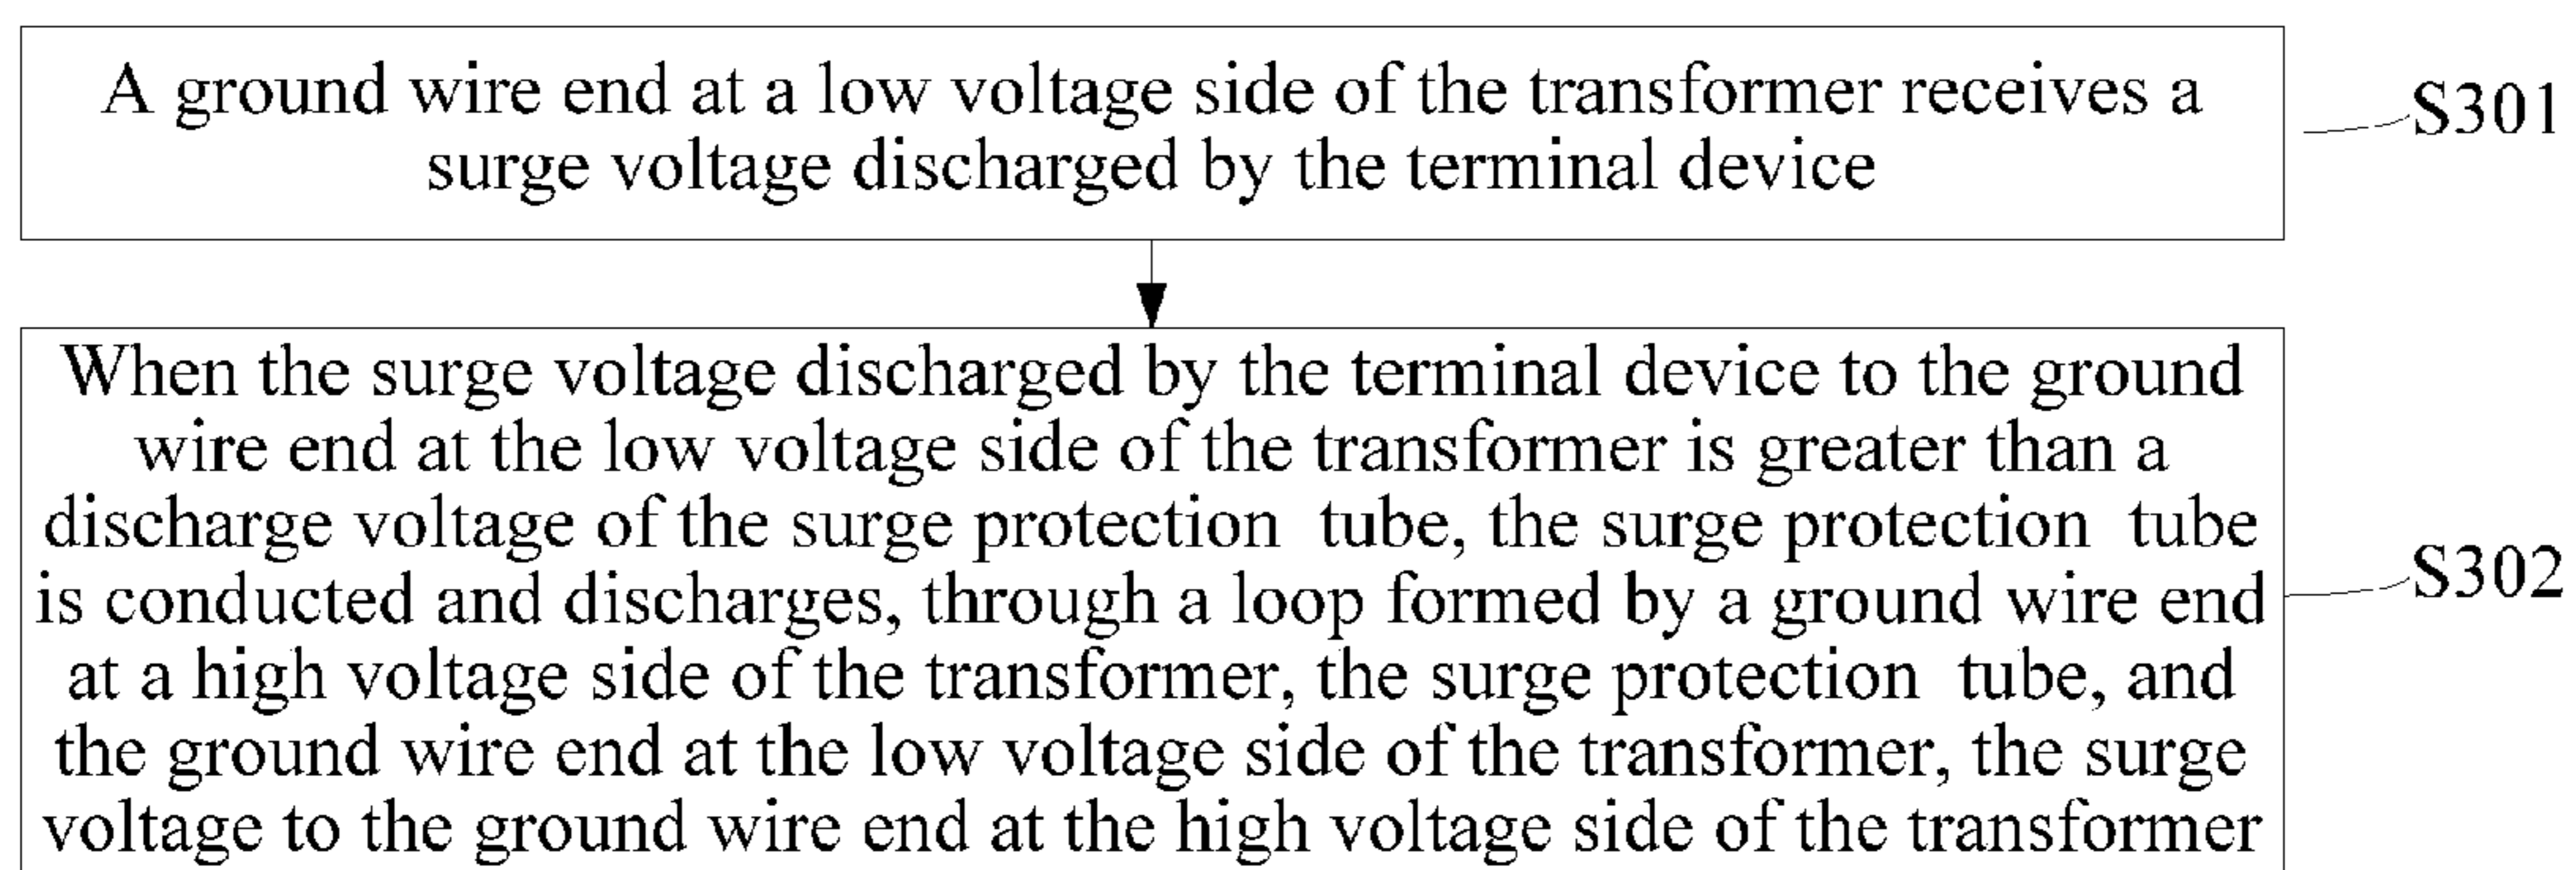 A ground wire end at a low voltage side of the transformer receives a
surge voltage discharged by the terminal device
S301
When the surge voltage discharged by the terminal device to the ground
wire end at the low voltage side of the transformer is greater than a
discharge voltage of the surge protection tube, the surge protection tube
is conducted and discharges, through a loop formed by a ground wire end
at a high voltage side of the transformer, the surge protection tube, and
the ground wire end at the low voltage side of the transformer, the surge
voltage to the ground wire end at the high voltage side of the transformer
S302